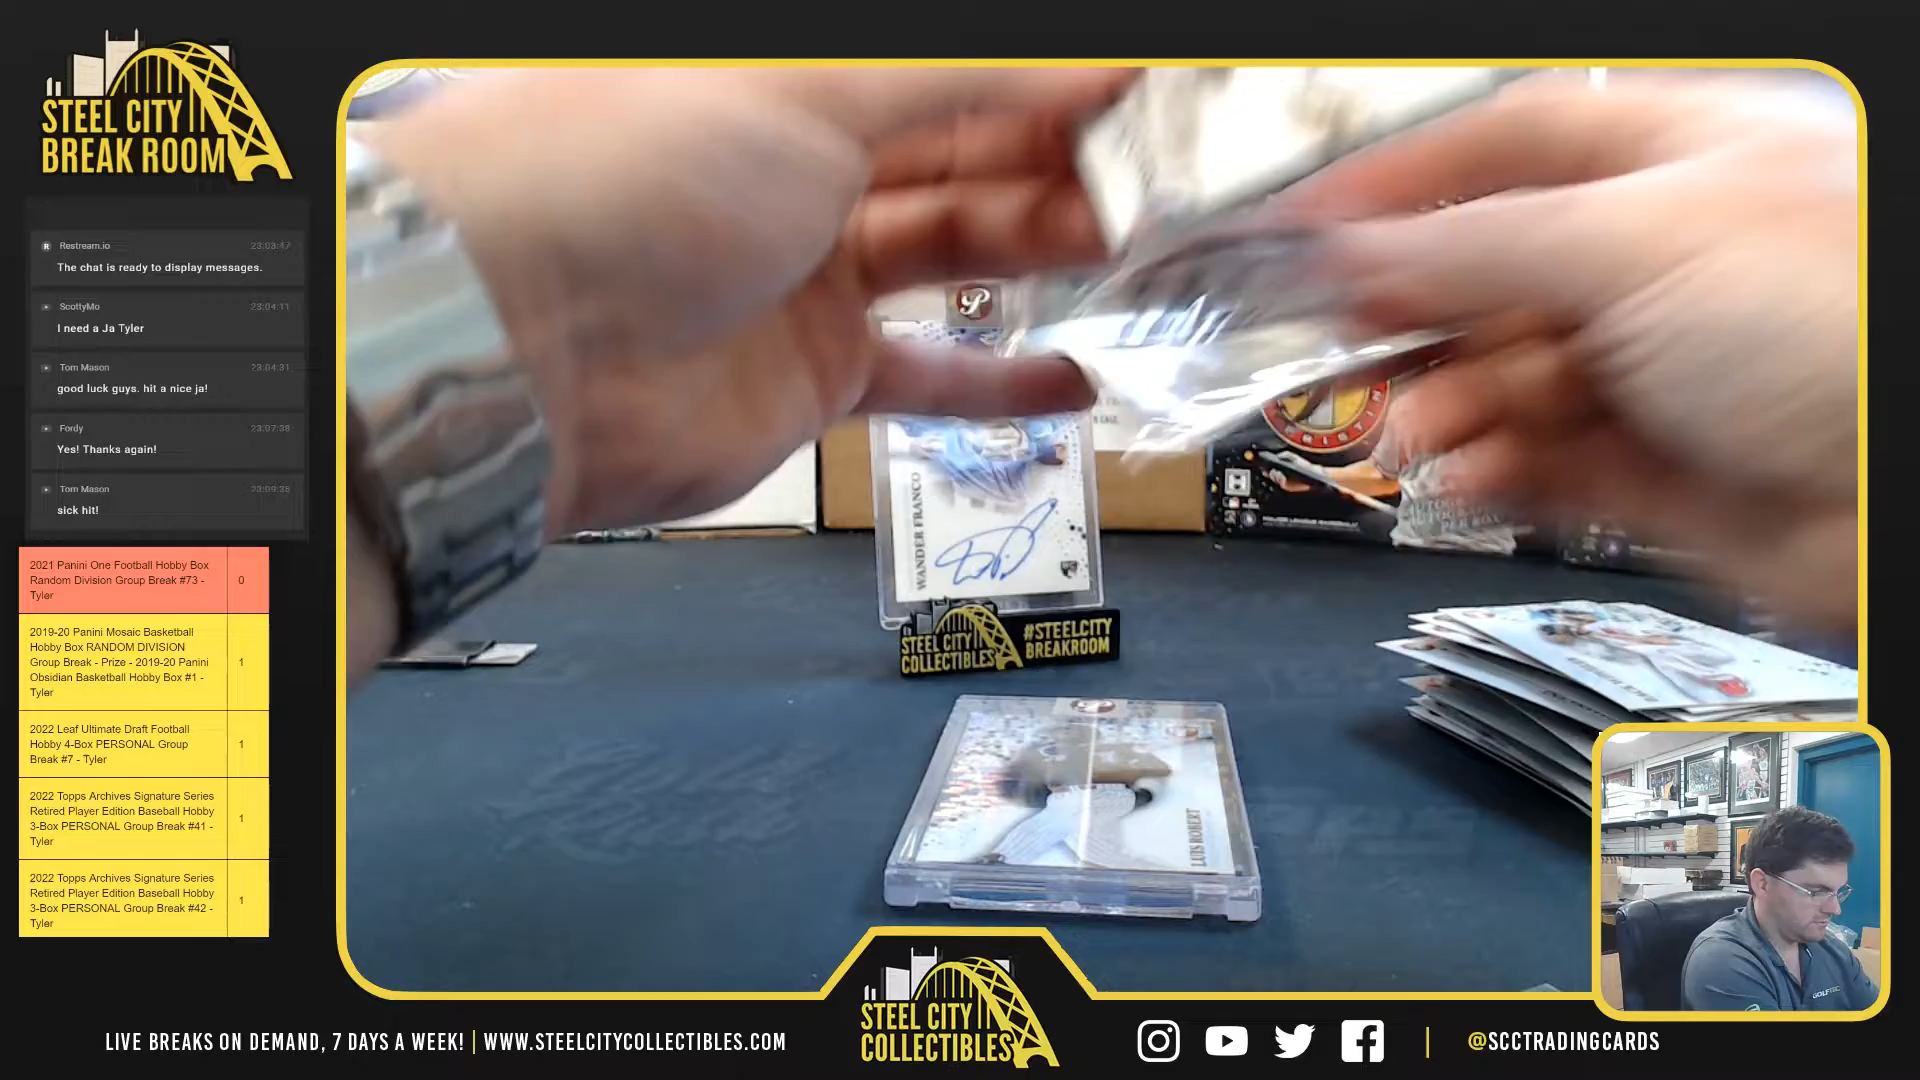 STEEL CITY
BREAK ROOM
Restream.io 23:03:47
The chat is ready to display messages.
ScottyMo 23:04:11
I need a Ja Tyler
Tom Mason 23:04:31
good luck guys. hit a nice ja!
Fordy 23:07:38
Yes! Thanks again!
Tom Mason 23:09:38
sick hit!
2021 Panini One Football Hobby Box
Random Division Group Break #73 -
Tyler
0
2019-20 Panini Mosaic Basketball
Hobby Box RANDOM DIVISION
Group Break - Prize - 2019-20 Panini
Obsidian Basketball Hobby Box #1 -
Tyler
1
2022 Leaf Ultimate Draft Football
Hobby 4-Box PERSONAL Group
Break #7 - Tyler
1
2022 Topps Archives Signature Series
Retired Player Edition Baseball Hobby
3-Box PERSONAL Group Break #41 -
Tyler
1
2022 Topps Archives Signature Series
Retired Player Edition Baseball Hobby
3-Box PERSONAL Group Break #42 -
Tyler
1
WANDER FRANCO
STEEL CITY
COLLECTIBLES
#STEELCITY
BREAKROOM
LUIS ROBERT
STEEL CITY
COLLECTIBLES
LIVE BREAKS ON DEMAND, 7 DAYS A WEEK! | WWW.STEELCITYCOLLECTIBLES.COM
@SCCTRADINGCARDS